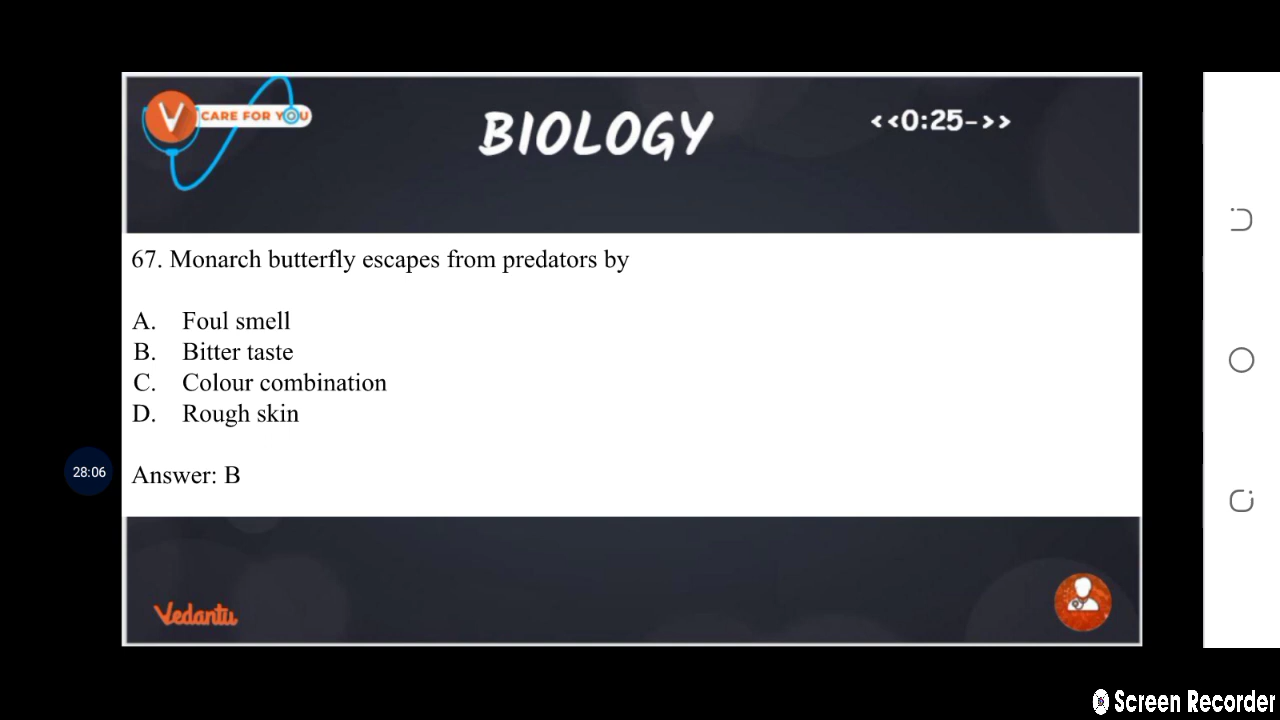 CARE FOR YOU
BIOLOGY
<<0:25->>
67. Monarch butterfly escapes from predators by
A. Foul smell
B. Bitter taste
C. Colour combination
D. Rough skin
28:06
Answer: B
Vedantu
Screen Recorder